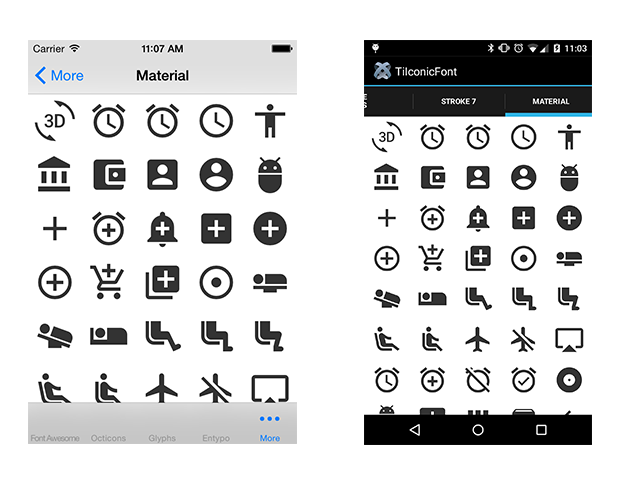 Carrier 11:07 AM
More Material
3D
Font Awesome Octicons Glyphs Entypo More
11:03
TiIconicFont
STROKE 7 MATERIAL
3D